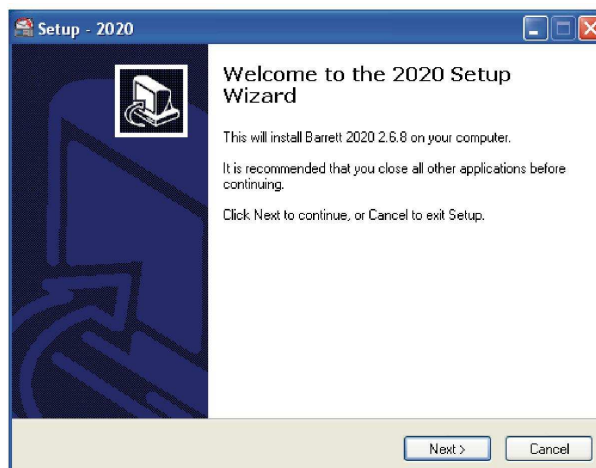 Setup - 2020
Welcome to the 2020 Setup
Wizard
This will install Barrett 2020 2.6.8 on your computer.
It is recommended that you close all other applications before
continuing.
Click Next to continue, or Cancel to exit Setup.
Next >
Cancel